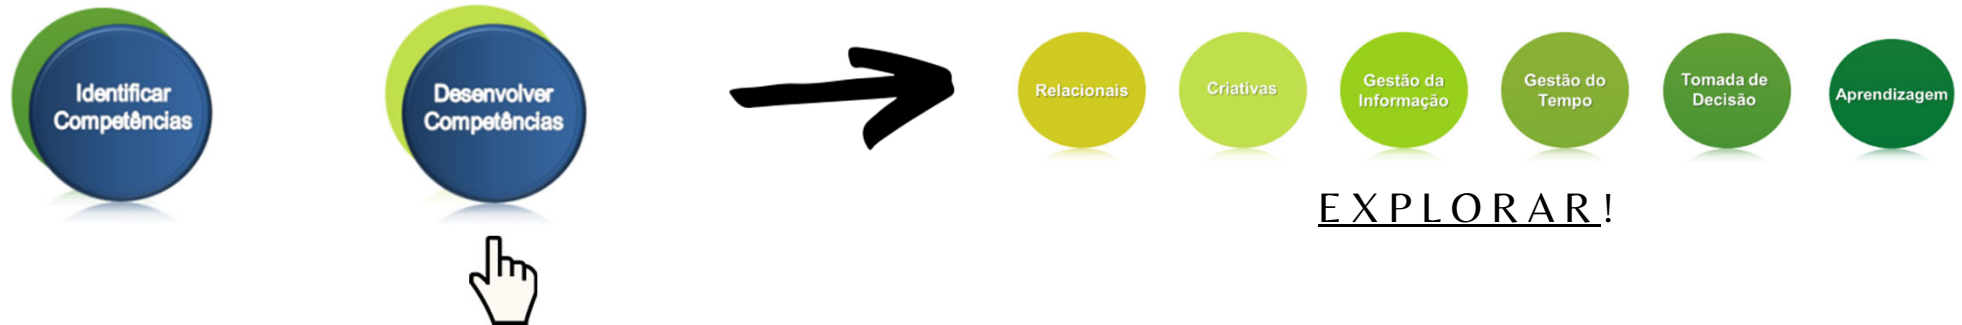 Identificar
Competências
Desenvolver
Competências
Relacionais
Criativas
Gestão da
Informação
Gestão do
Tempo
Tomada de
Decisão
Aprendizagem
EXPLORAR!